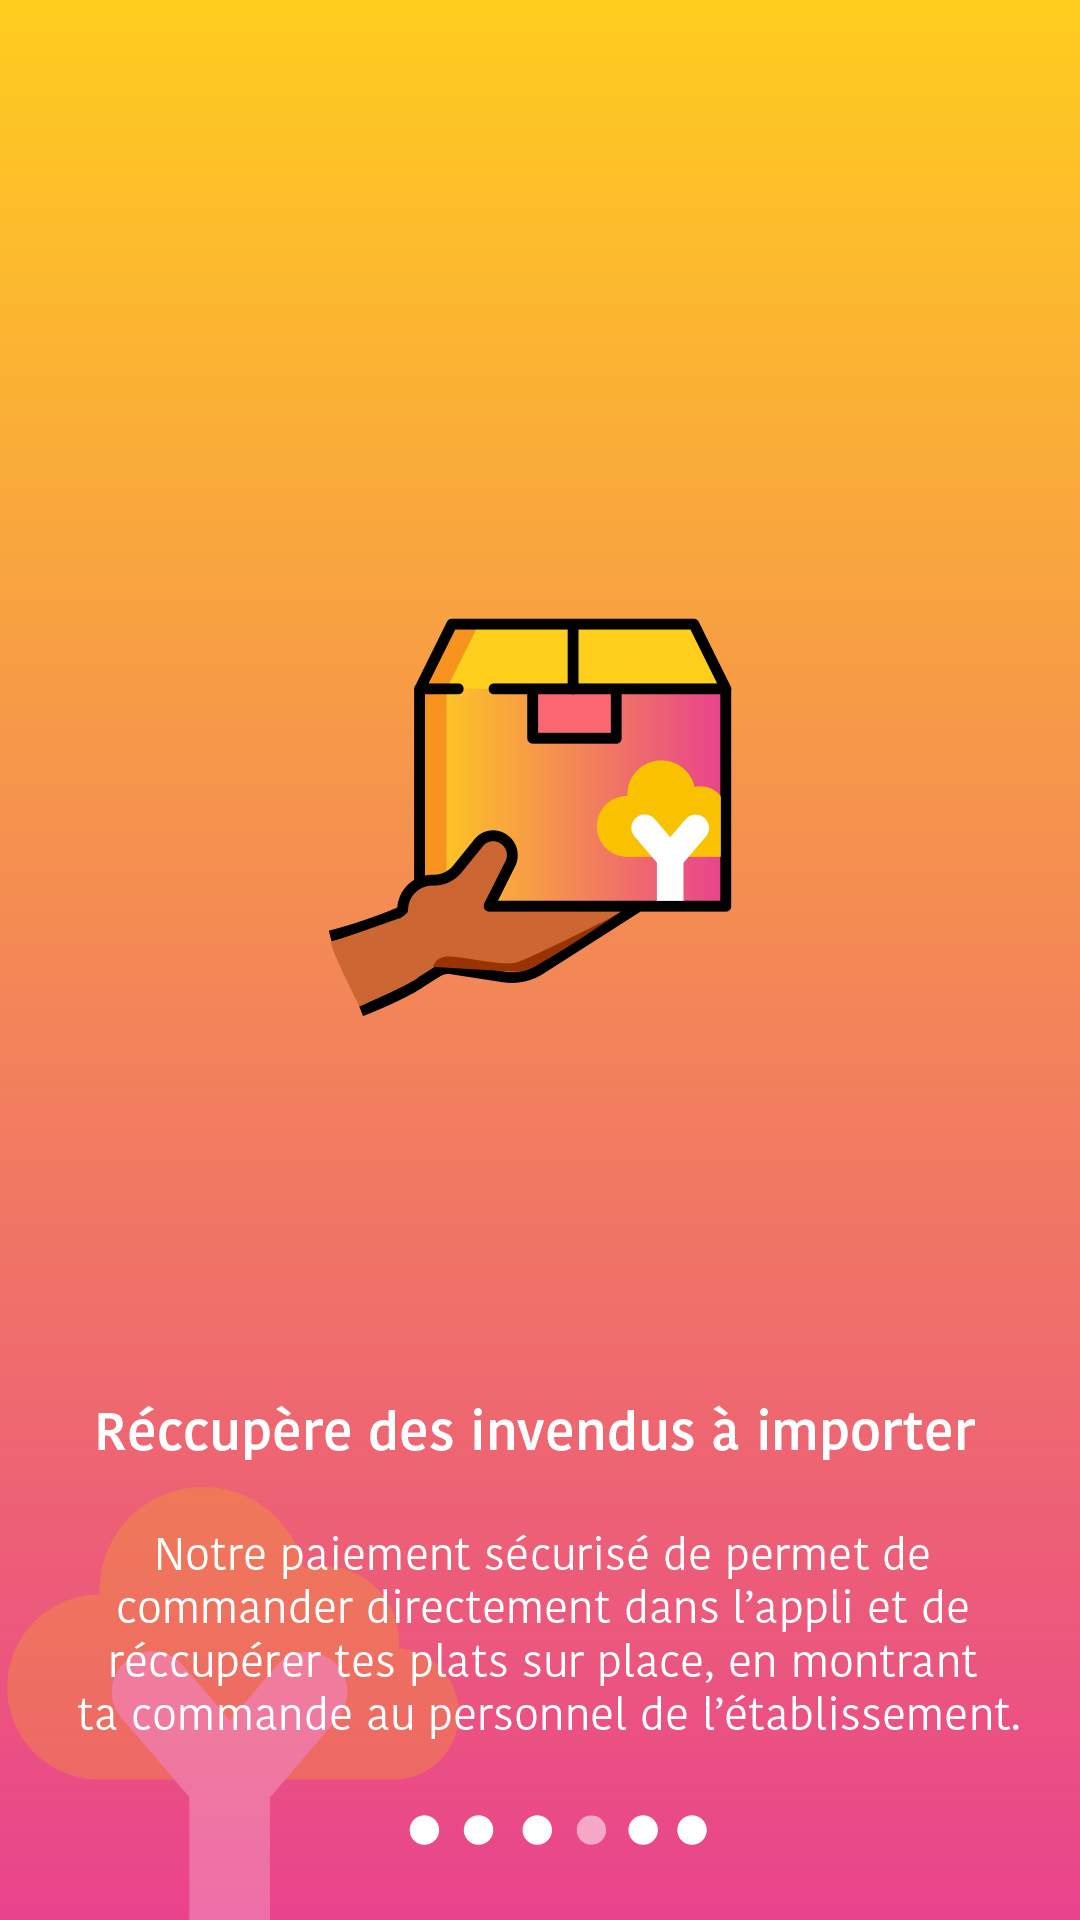 Réccupère des invendus à importer
Notre paiement sécurisé de permet de
commander directement dans l’appli et de
réccupérer tes plats sur place, en montrant
ta commande au personnel de l’établissement.